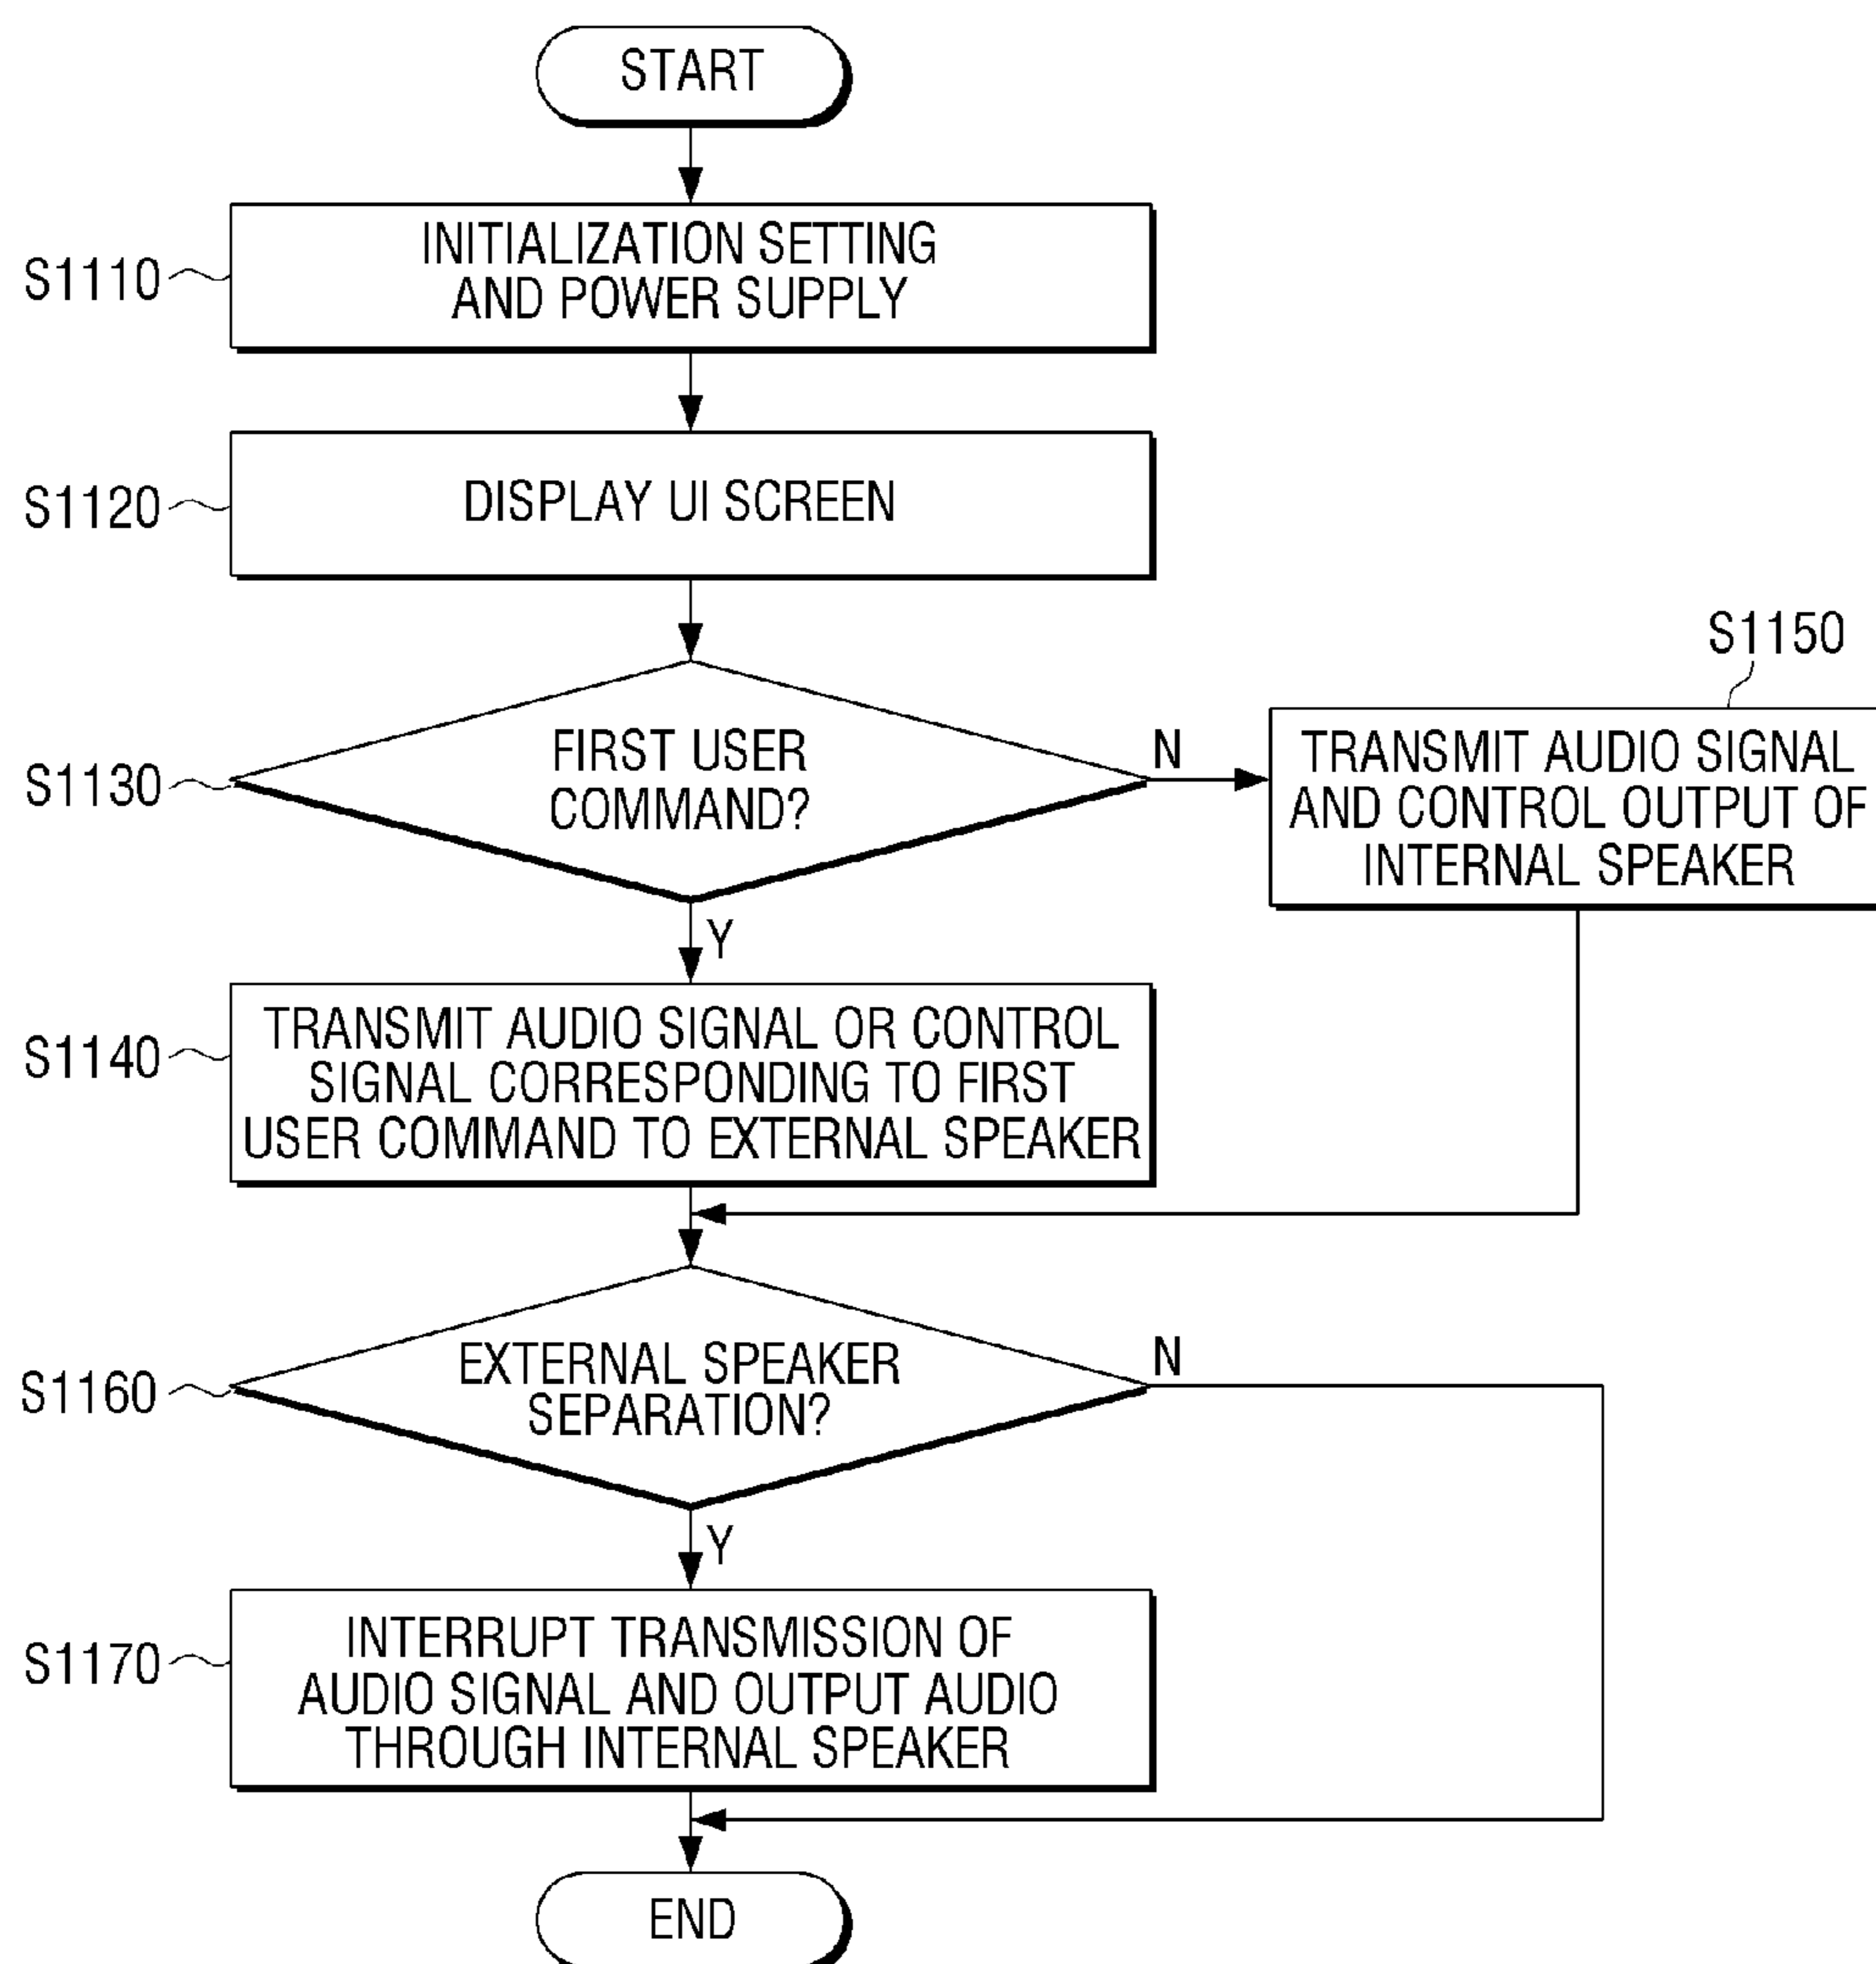 START
S1110
INITIALIZATION SETTING
AND POWER SUPPLY
S1120
DISPLAY UI SCREEN
S1130
FIRST USER
COMMAND?
N
S1150
TRANSMIT AUDIO SIGNAL
AND CONTROL OUTPUT OF
INTERNAL SPEAKER
Y
S1140
TRANSMIT AUDIO SIGNAL OR CONTROL
SIGNAL CORRESPONDING TO FIRST
USER COMMAND TO EXTERNAL SPEAKER
S1160
EXTERNAL SPEAKER
SEPARATION?
N
Y
S1170
INTERRUPT TRANSMISSION OF
AUDIO SIGNAL AND OUTPUT AUDIO
THROUGH INTERNAL SPEAKER
END